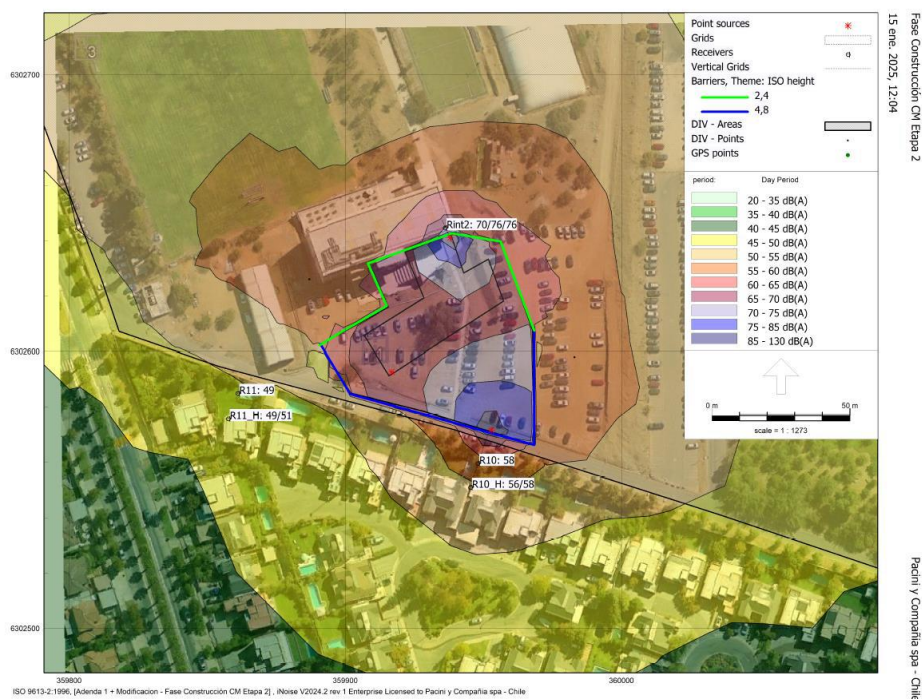 Fase Construcción CM Etapa 2
15 ene. 2025, 12:04
Point sources
Grids
Receivers
Vertical Grids
Barriers, Theme: ISO height
2,4
4,8
DIV - Areas
DIV - Points
GPS points
period: Day Period
20 - 35 dB(A)
35 - 40 dB(A)
40 - 45 dB(A)
45 - 50 dB(A)
50 - 55 dB(A)
55 - 60 dB(A)
60 - 65 dB(A)
65 - 70 dB(A)
70 - 75 dB(A)
75 - 85 dB(A)
85 - 130 dB(A)
0 m 50 m
scale = 1 : 1273
6302700
3
Rint2: 70/76/76
6302600
R11: 49
R11_H: 49/51
R10: 58
R10_H: 56/58
6302500
359800 359900 360000
Pacini y Compañia spa - Chile
ISO 9613-2:1996, [Adenda 1 + Modificacion - Fase Construcción CM Etapa 2] , iNoise V2024.2 rev 1 Enterprise Licensed to Pacini y Compañia spa - Chile